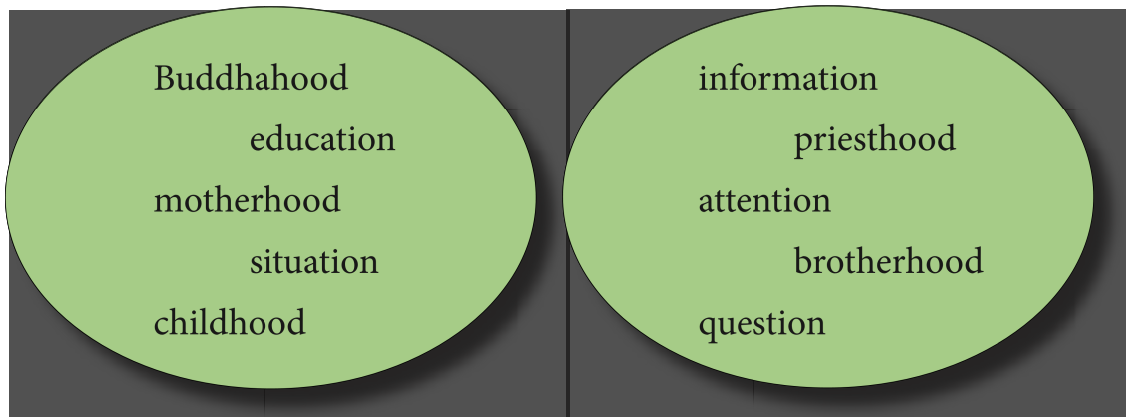 Buddhahood
education
motherhood
situation
childhood
information
priesthood
attention
brotherhood
question